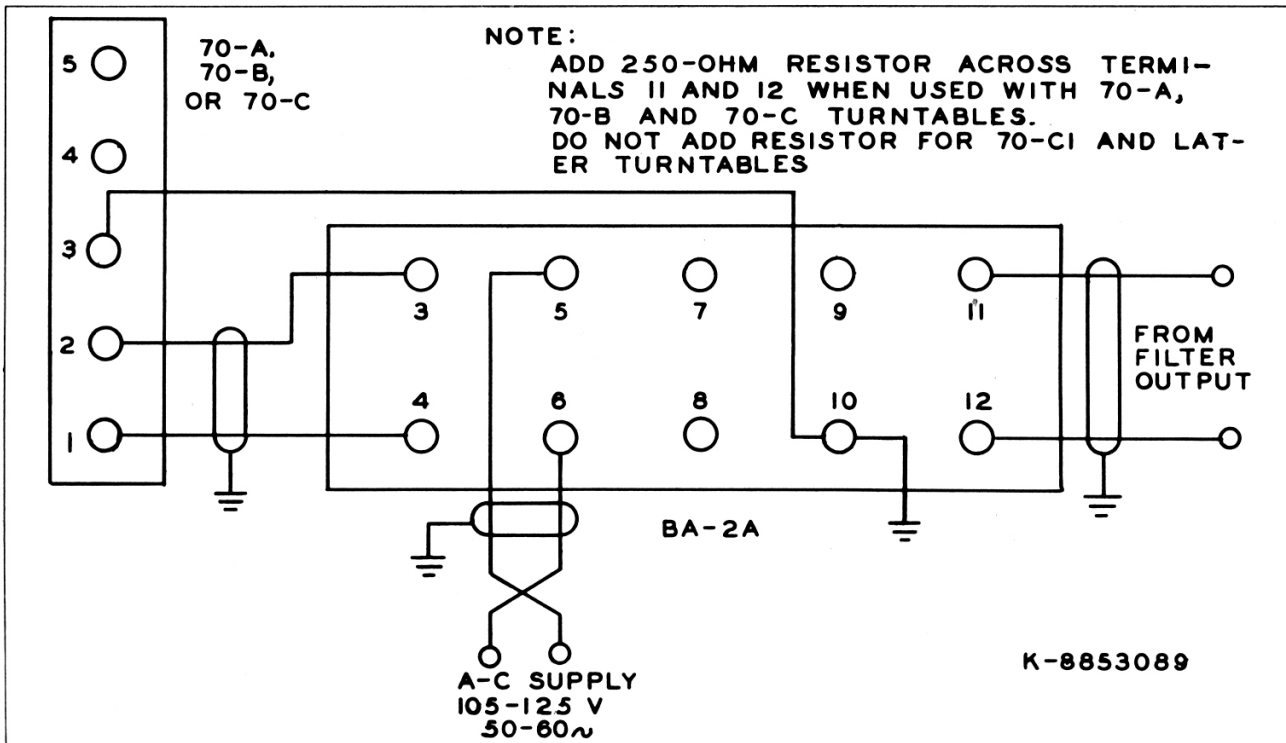 70-A,
70-B,
OR 70-C
NOTE:
ADD 250-OHM RESISTOR ACROSS TERMI-
NALS 11 AND 12 WHEN USED WITH 70-A,
70-B AND 70-C TURNTABLES.
DO NOT ADD RESISTOR FOR 70-C1 AND LAT-
ER TURNTABLES
5
4
3
2
1
3
5
7
9
11
4
6
8
10
12
FROM
FILTER
OUTPUT
BA-2A
A-C SUPPLY
105-125 V
50-60~
K-8853089